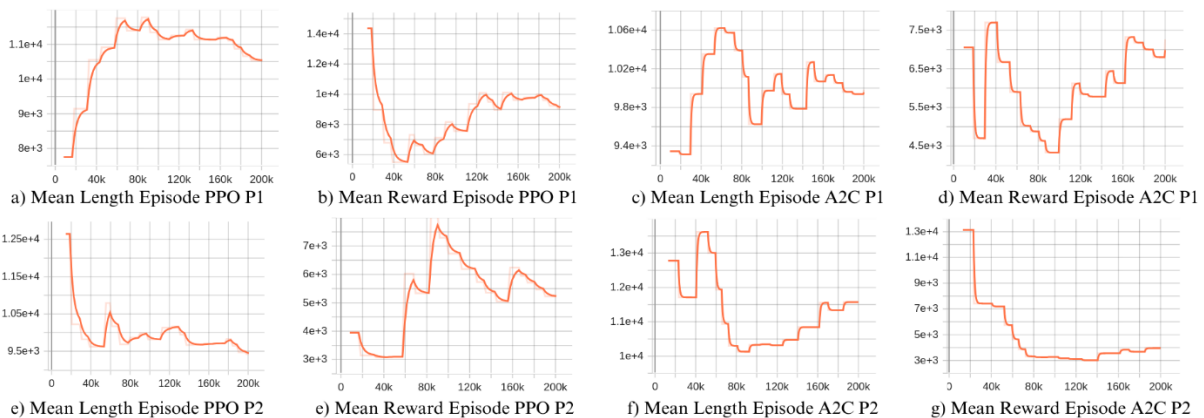 1.1e+4
1e+4
9e+3
8e+3
0 40k 80k 120k 160k 200k
a) Mean Length Episode PPO P1
1.4e+4
1.2e+4
1e+4
8e+3
6e+3
0 40k 80k 120k 160k 200k
b) Mean Reward Episode PPO P1
1.06e+4
1.02e+4
9.8e+3
9.4e+3
0 40k 80k 120k 160k 200k
c) Mean Length Episode A2C P1
7.5e+3
6.5e+3
5.5e+3
4.5e+3
0 40k 80k 120k 160k 200k
d) Mean Reward Episode A2C P1
1.25e+4
1.15e+4
1.05e+4
9.5e+3
0 40k 80k 120k 160k 200k
e) Mean Length Episode PPO P2
7e+3
6e+3
5e+3
4e+3
3e+3
0 40k 80k 120k 160k 200k
e) Mean Reward Episode PPO P2
1.3e+4
1.2e+4
1.1e+4
1e+4
0 40k 80k 120k 160k 200k
f) Mean Length Episode A2C P2
1.3e+4
1.1e+4
9e+3
7e+3
5e+3
3e+3
0 40k 80k 120k 160k 200k
g) Mean Reward Episode A2C P2